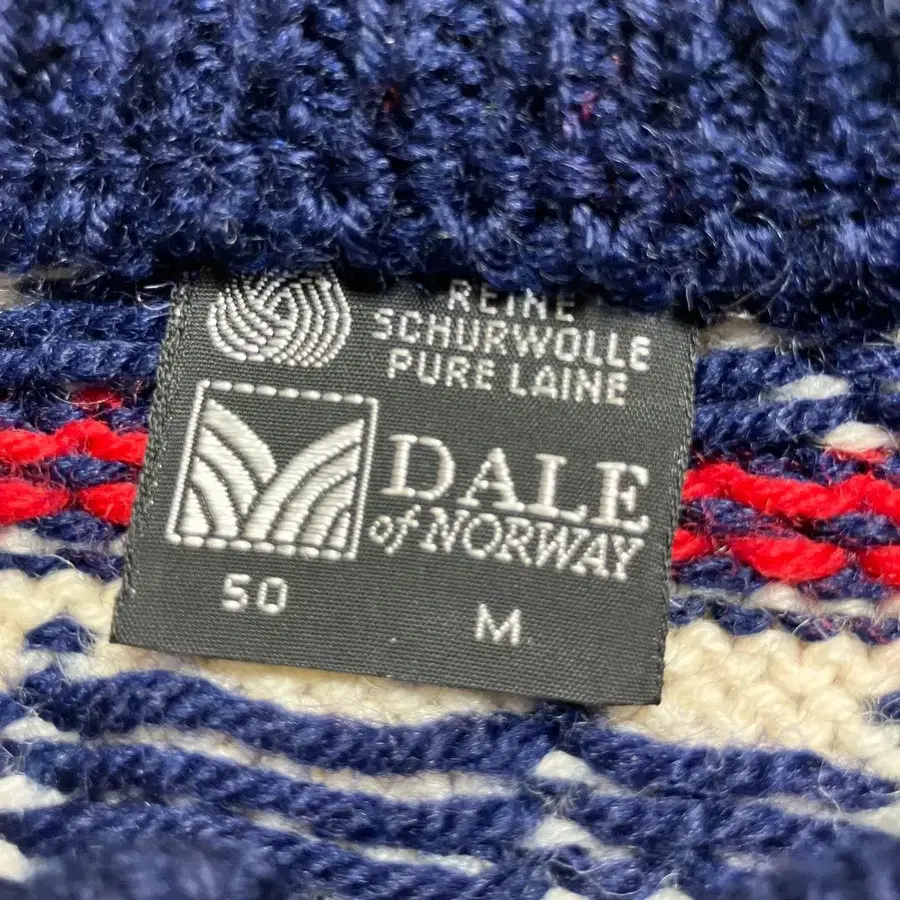 REINE
SCHURWOLLE
PURE LAINE
DALE
of NORWAY
50
M